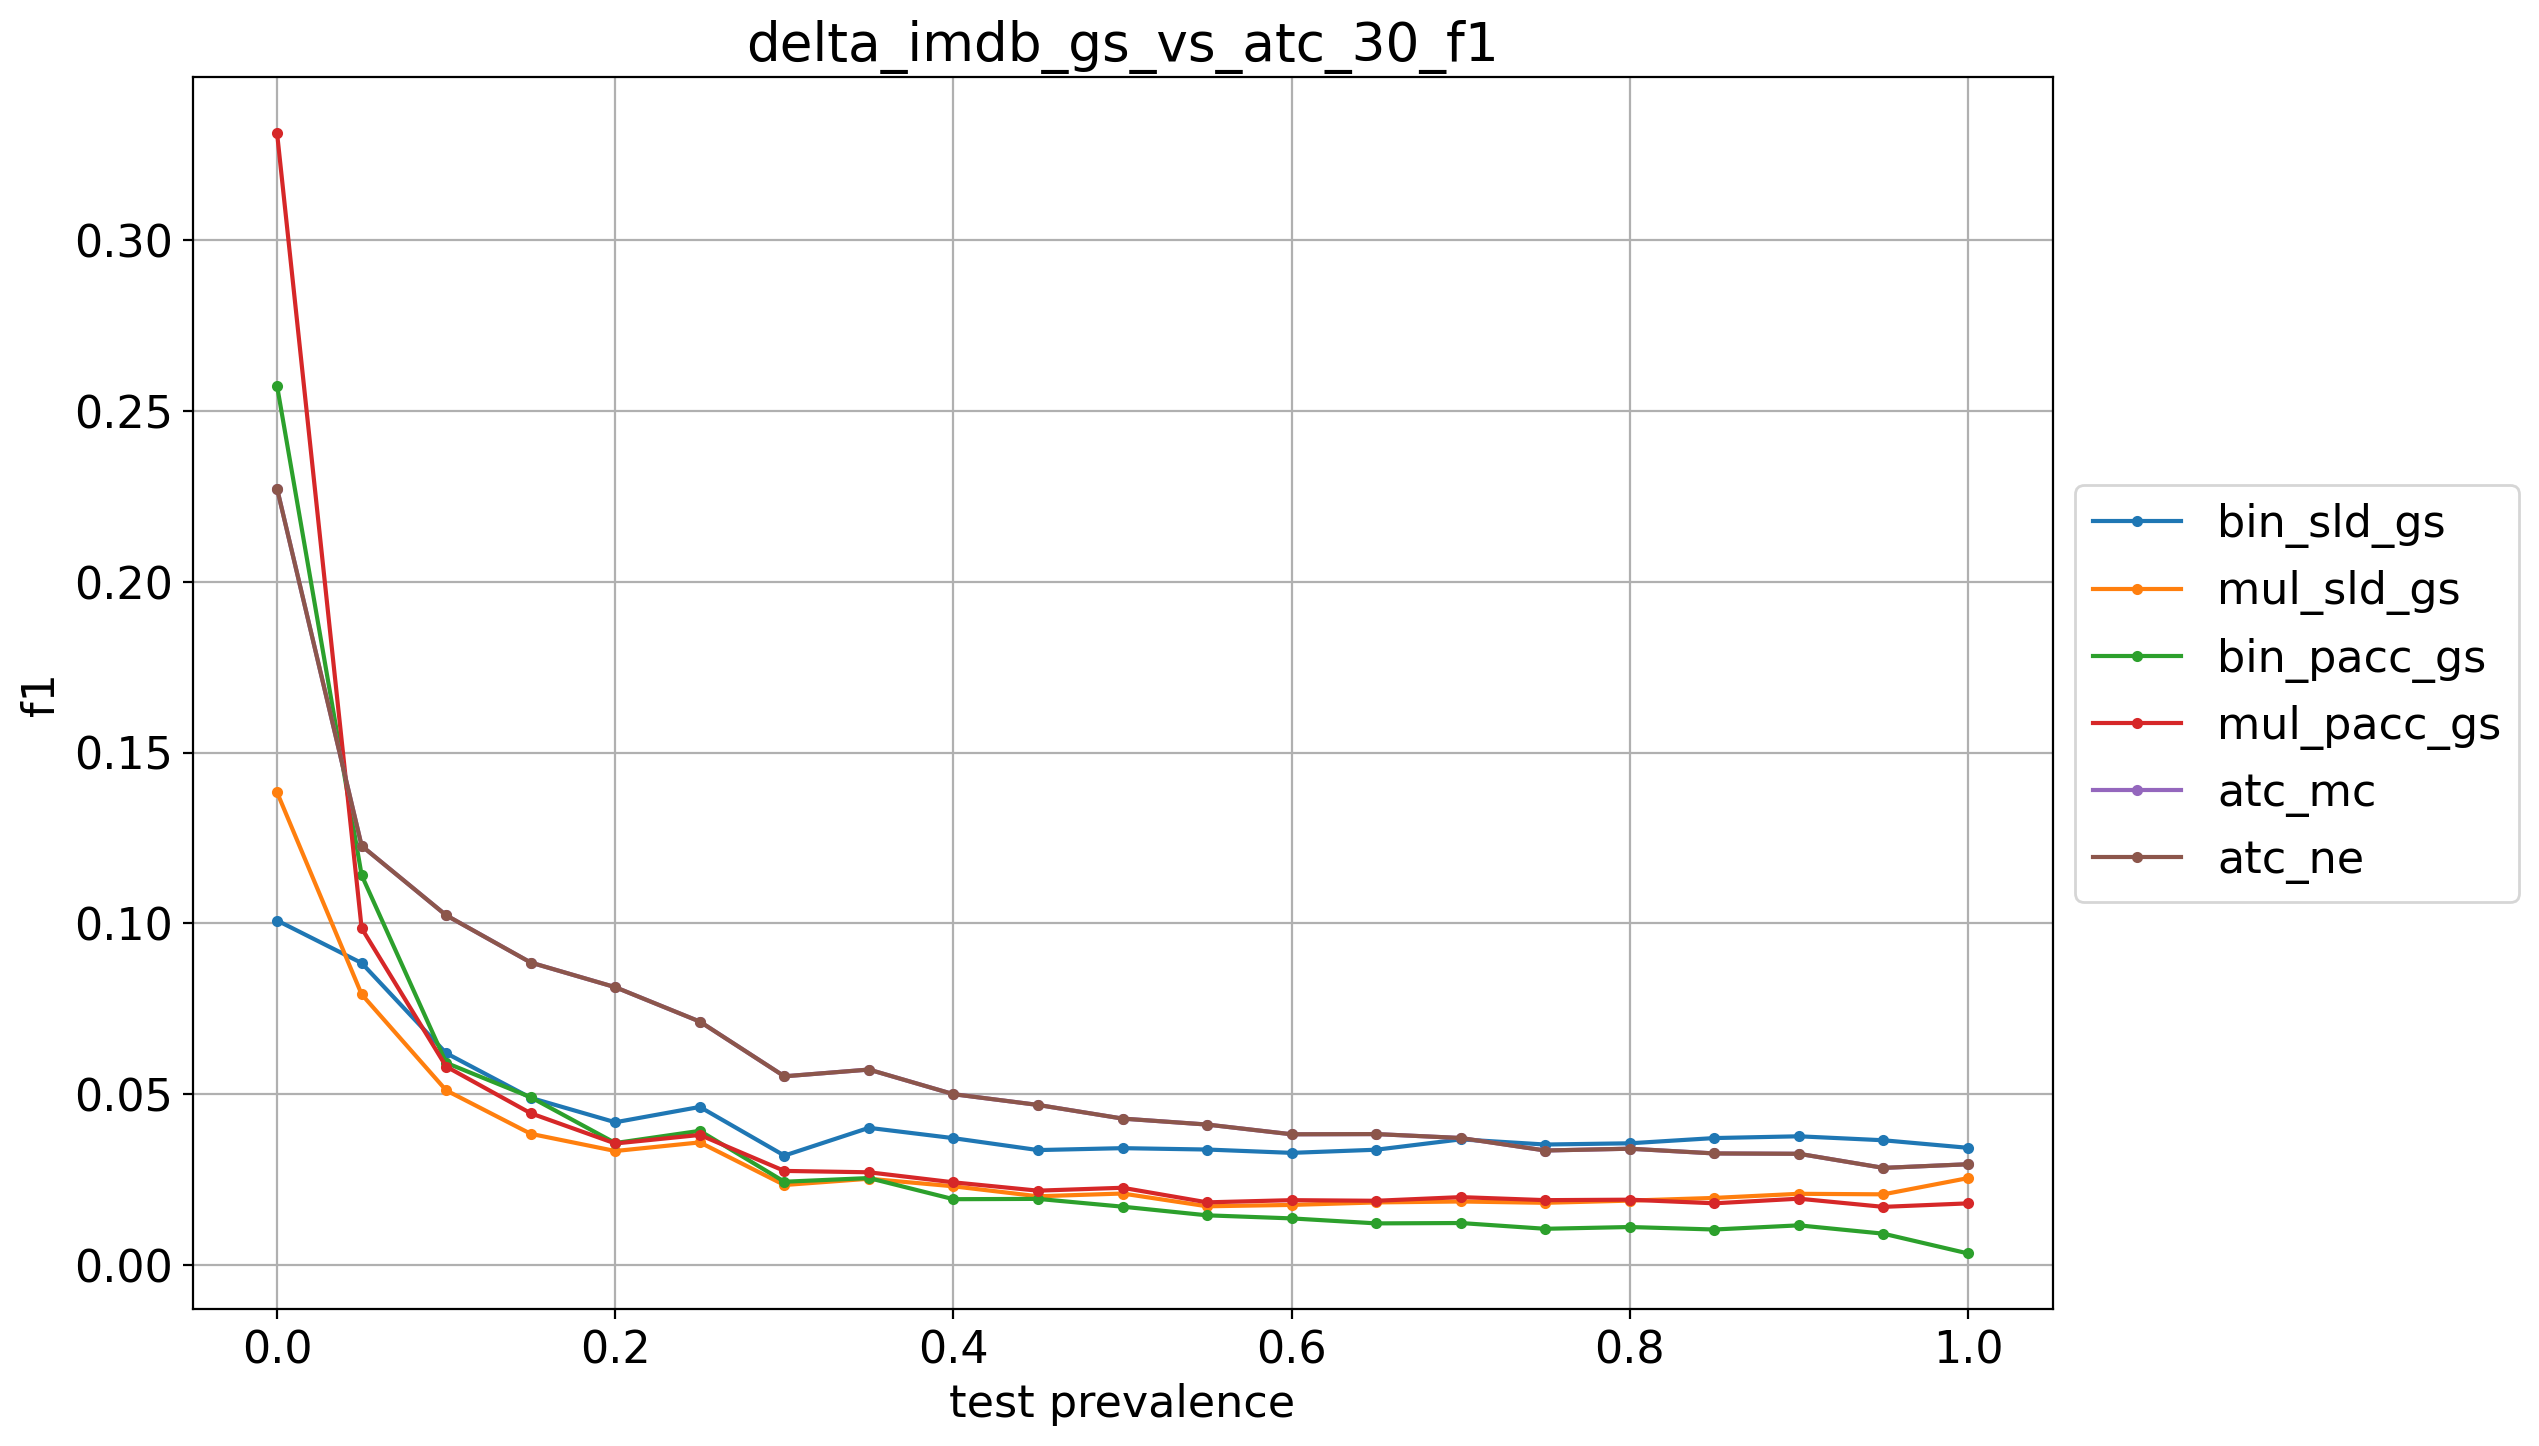 delta_imdb_gs_vs_atc_30_f1
f1
0.30
0.25
0.20
0.15
0.10
0.05
0.00
0.0 0.2 0.4 0.6 0.8 1.0
test prevalence
bin_sld_gs
mul_sld_gs
bin_pacc_gs
mul_pacc_gs
atc_mc
atc_ne